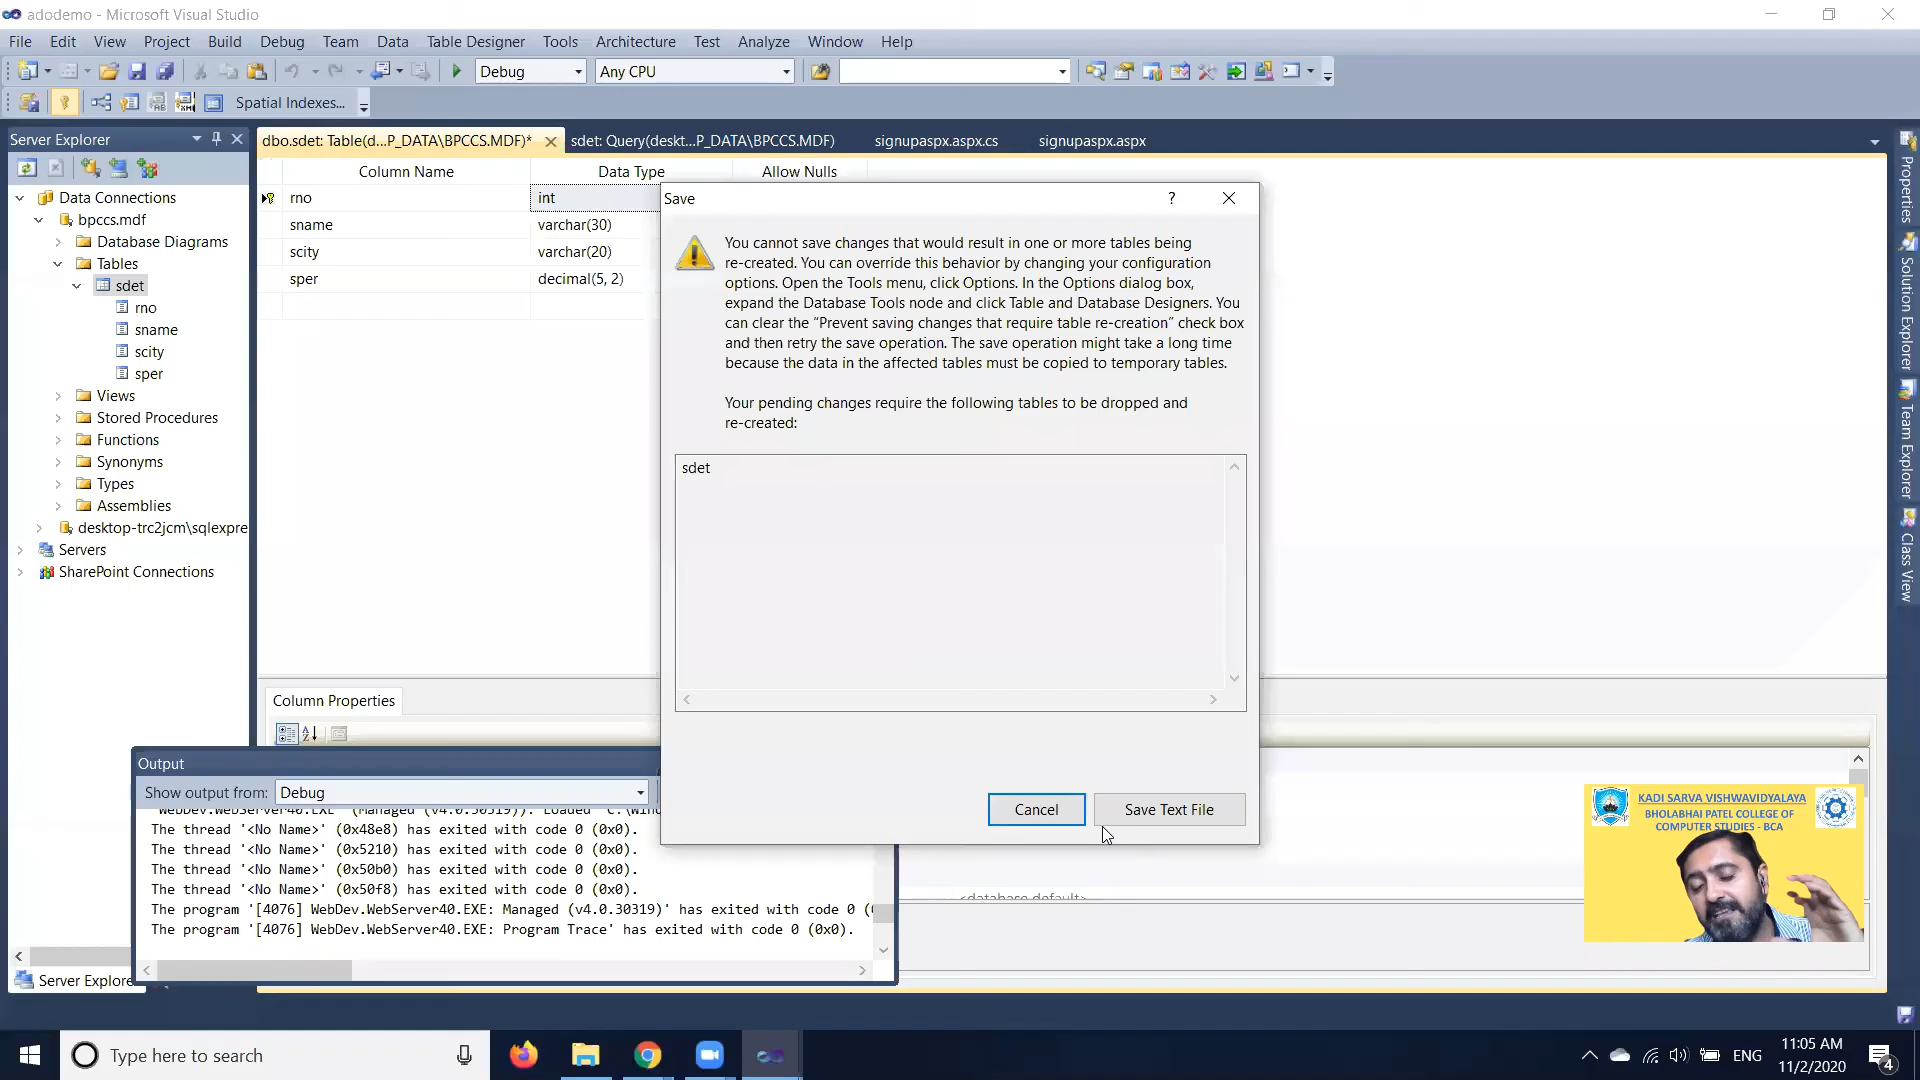 adodemo - Microsoft Visual Studio
File Edit View Project Build Debug Team Data Table Designer Tools Architecture Test Analyze Window Help
Debug Any CPU
Spatial Indexes...
Server Explorer
dbo.sdet: Table(d...P_DATA\BPCCS.MDF)* sdet: Query(deskt...P_DATA\BPCCS.MDF) signupaspx.aspx.cs signupaspx.aspx
Column Name Data Type Allow Nulls
rno int
sname varchar(30)
scity varchar(20)
sper decimal(5, 2)
Data Connections
bpccs.mdf
Database Diagrams
Tables
sdet
rno
sname
scity
sper
Views
Stored Procedures
Functions
Synonyms
Types
Assemblies
desktop-trc2jcm\sqlexpre
Servers
SharePoint Connections
Server Explore
Save
?
You cannot save changes that would result in one or more tables being
re-created. You can override this behavior by changing your configuration
options. Open the Tools menu, click Options. In the Options dialog box,
expand the Database Tools node and click Table and Database Designers. You
can clear the “Prevent saving changes that require table re-creation” check box
and then retry the save operation. The save operation might take a long time
because the data in the affected tables must be copied to temporary tables.
Your pending changes require the following tables to be dropped and
re-created:
sdet
Cancel Save Text File
Column Properties
<database default>
Output
Show output from: Debug
'WebDev.WebServer40.EXE' (Managed (v4.0.30319)): Loaded 'C:\Wind
The thread '<No Name>' (0x48e8) has exited with code 0 (0x0).
The thread '<No Name>' (0x5210) has exited with code 0 (0x0).
The thread '<No Name>' (0x50b0) has exited with code 0 (0x0).
The thread '<No Name>' (0x50f8) has exited with code 0 (0x0).
The program '[4076] WebDev.WebServer40.EXE: Managed (v4.0.30319)' has exited with code 0 (
The program '[4076] WebDev.WebServer40.EXE: Program Trace' has exited with code 0 (0x0).
Properties
Solution Explorer
Team Explorer
Class View
KADI SARVA VISHWAVIDYALAYA
BHOLABHAI PATEL COLLEGE OF
COMPUTER STUDIES - BCA
Type here to search
ENG
11:05 AM
11/2/2020
4